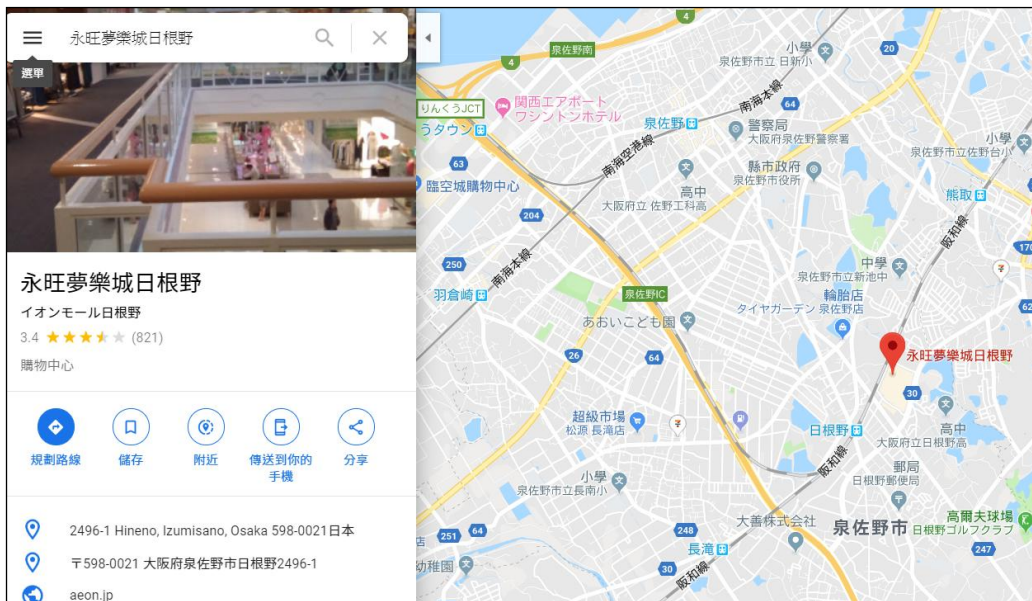 永旺夢樂城日根野
選單
永旺夢樂城日根野
イオンモール日根野
3.4 (821)
購物中心
規劃路線
儲存
附近
傳送到你的
手機
分享
2496-1 Hineno, Izumisano, Osaka 598-0021日本
〒598-0021 大阪府泉佐野市日根野2496-1
aeon.jp
4
泉佐野南
小學
泉佐野市立 日新小
20
4
りんくうJCT
関西エアポート
ワシントンホテル
うタウン
南海本線
64
泉佐野
警察局
大阪府泉佐野警察署
小學
泉佐野市立佐野台小
63
南海空港線
縣市政府
泉佐野市役所
臨空城購物中心
高中
大阪府立 佐野工科高
熊取
204
阪和線
170
250
南海本線
中學
泉佐野市立新池中
羽倉崎
泉佐野IC
輪胎店
タイヤガーデン 泉佐野店
62
あおいこども園
26
64
永旺夢樂城日根野
30
超級市場
松源 長滝店
日根野
高中
大阪府立日根野高
阪和線
郵局
日根野郵便局
小學
泉佐野市立長南小
大善株式会社
泉佐野市
高爾夫球場
日根野ゴルフクラブ
店
251
64
248
長滝
247
幼稚園
30
阪和線